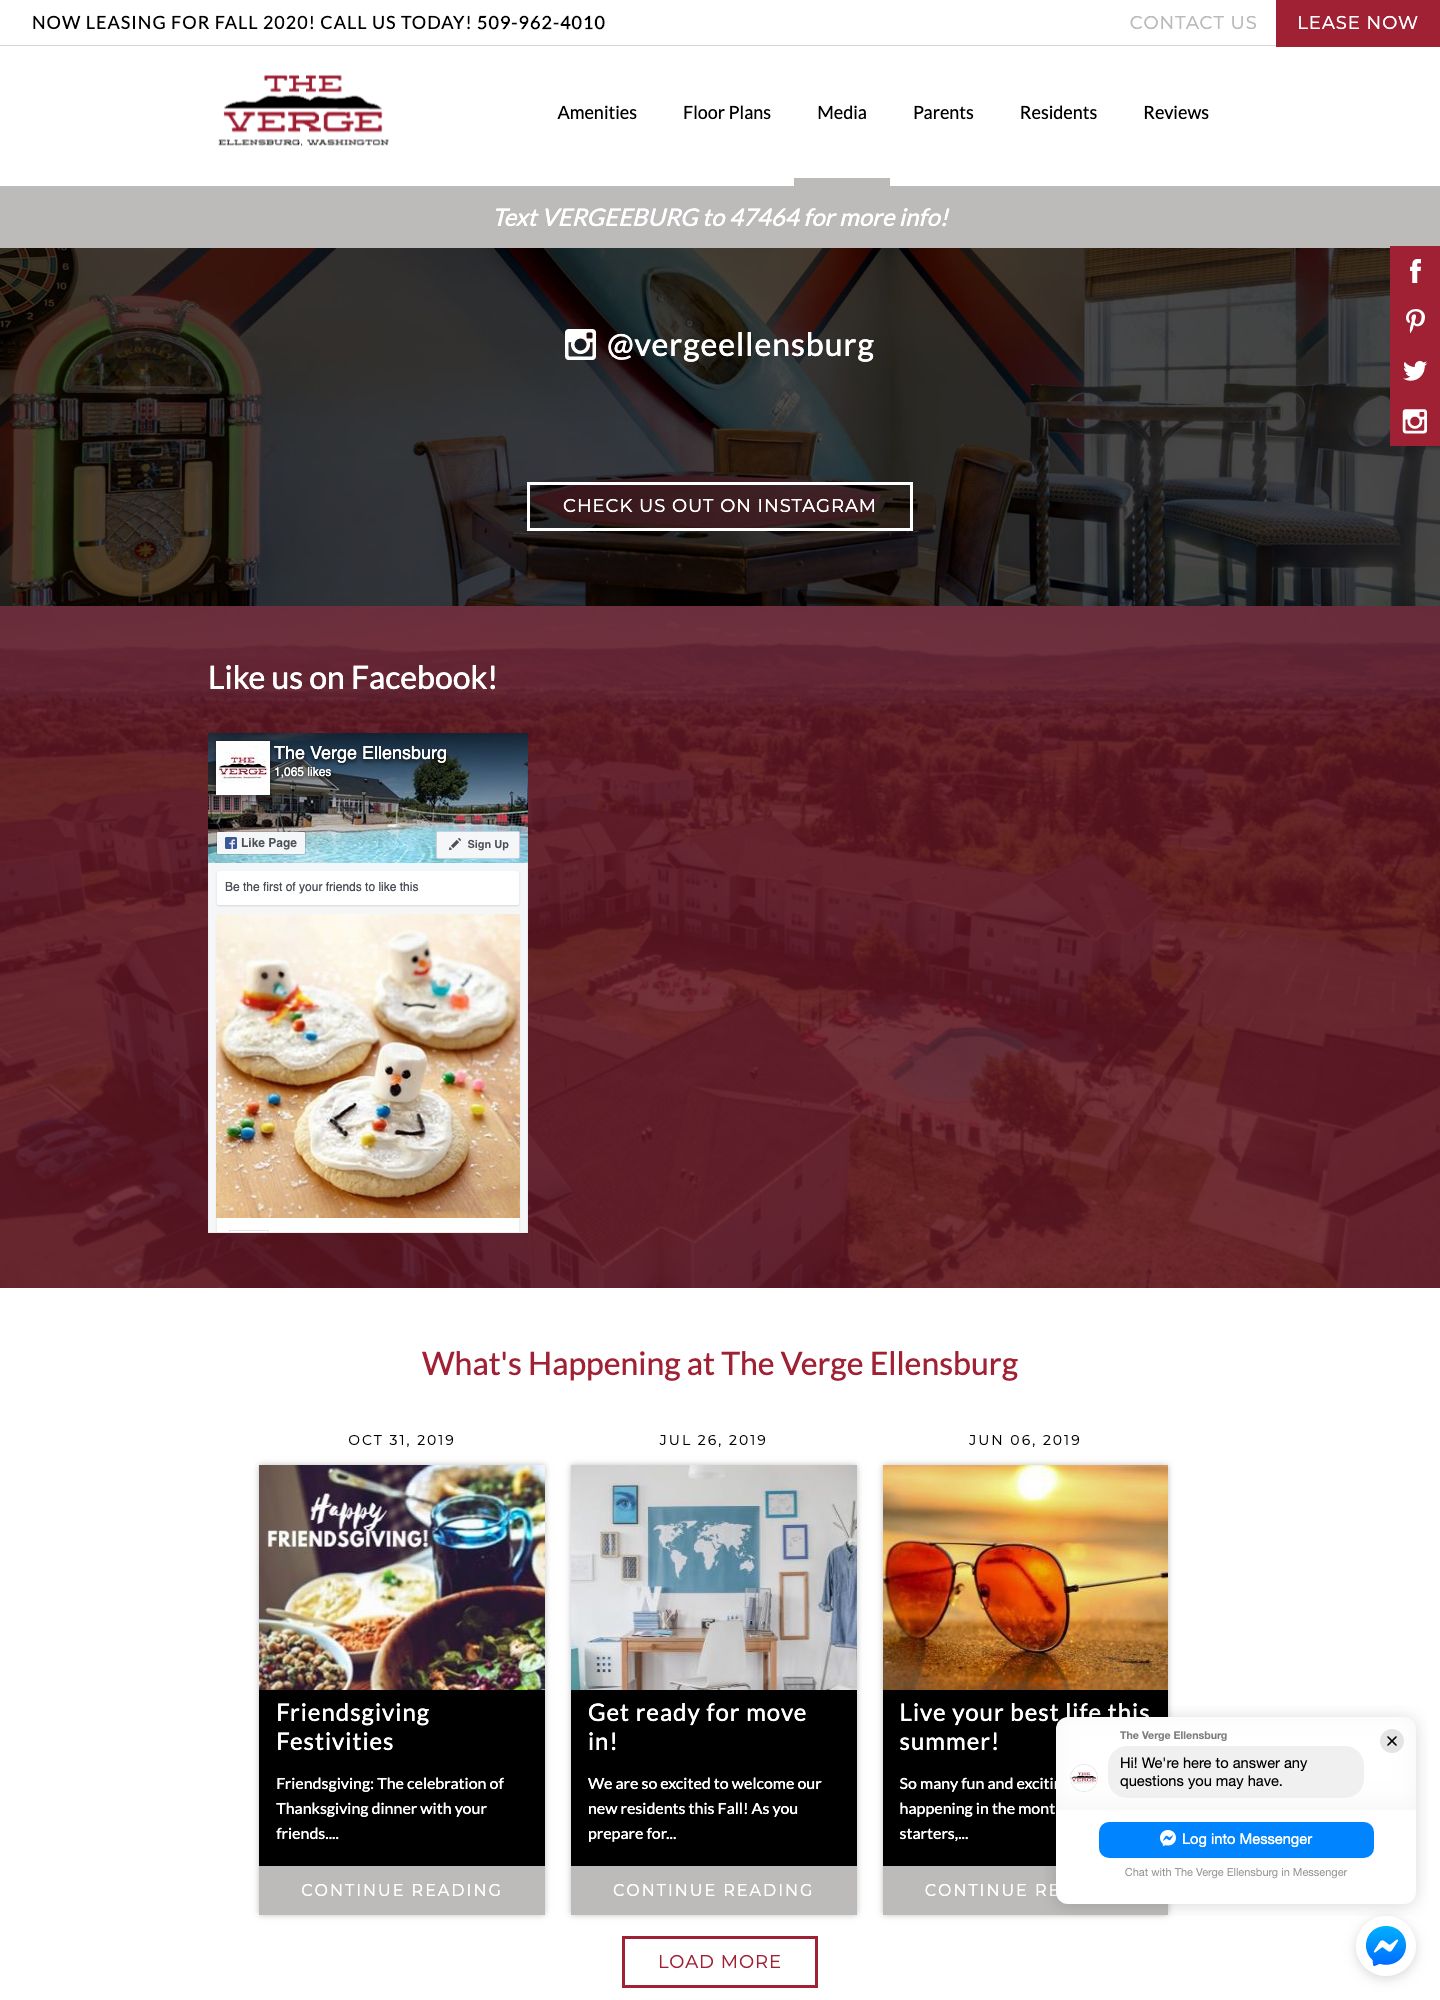 NOW LEASING FOR FALL 2020! CALL US TODAY! 509-962-4010
CONTACT US
LEASE NOW
THE
VERGE
ELLENSBURG, WASHINGTON
Amenities
Floor Plans
Media
Parents
Residents
Reviews
Text VERGEEBURG to 47464 for more info!
@vergeellensburg
CHECK US OUT ON INSTAGRAM
Like us on Facebook!
THE
VERGE
The Verge Ellensburg
1,065 likes
Like Page
Sign Up
Be the first of your friends to like this
What's Happening at The Verge Ellensburg
OCT 31, 2019
JUL 26, 2019
JUN 06, 2019
Happy
FRIENDSGIVING!
W
Friendsgiving
Festivities
Friendsgiving: The celebration of
Thanksgiving dinner with your
friends....
CONTINUE READING
Get ready for move
in!
We are so excited to welcome our
new residents this Fall! As you
prepare for...
CONTINUE READING
Live your best life this
summer!
So many fun and
happening in the
starters,...
CONTINUE
The Verge Ellensburg
Hi! We're here to answer any
questions you may have.
THE
VERGE
Log into Messenger
Chat with The Verge Ellensburg in Messenger
LOAD MORE